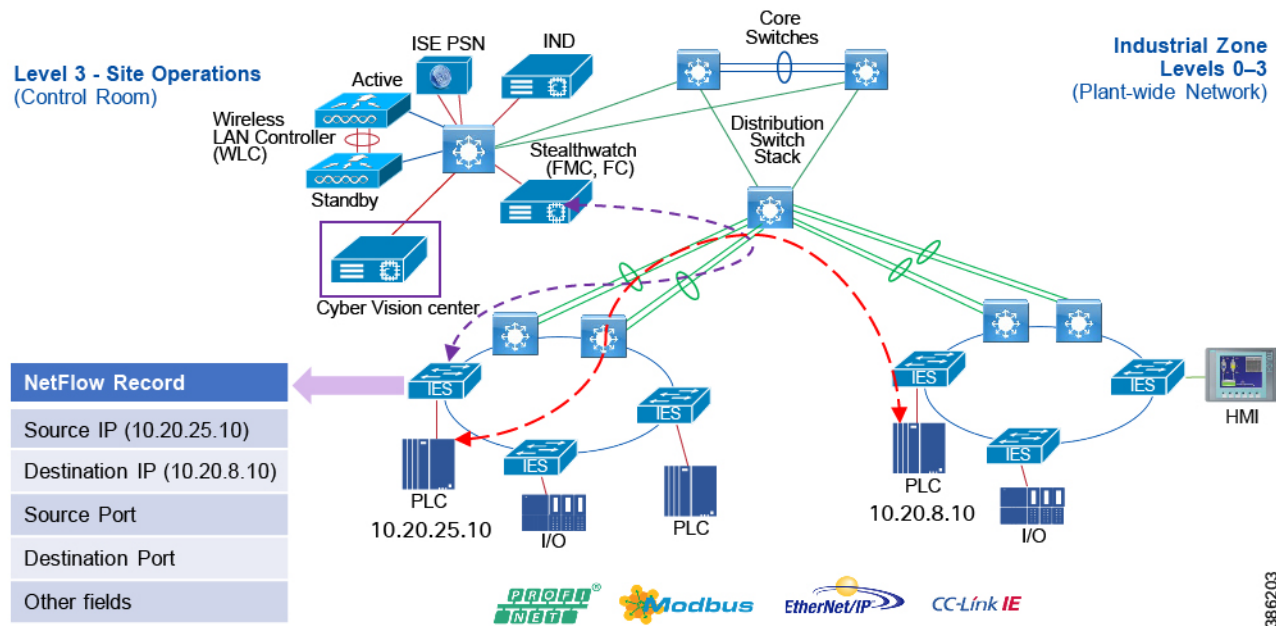 Level 3 - Site Operations
(Control Room)
ISE PSN
IND
Core
Switches
Industrial Zone
Levels 0–3
(Plant-wide Network)
Active
Wireless
LAN Controller
(WLC)
Standby
Stealthwatch
(FMC, FC)
Distribution
Switch
Stack
Cyber Vision center
NetFlow Record
Source IP (10.20.25.10)
Destination IP (10.20.8.10)
Source Port
Destination Port
Other fields
IES
IES
IES
PLC
10.20.25.10
I/O
PLC
IES
IES
IES
HMI
PLC
10.20.8.10
I/O
PROFI
NET®
Modbus
EtherNet/IP
CC-Link IE
386203